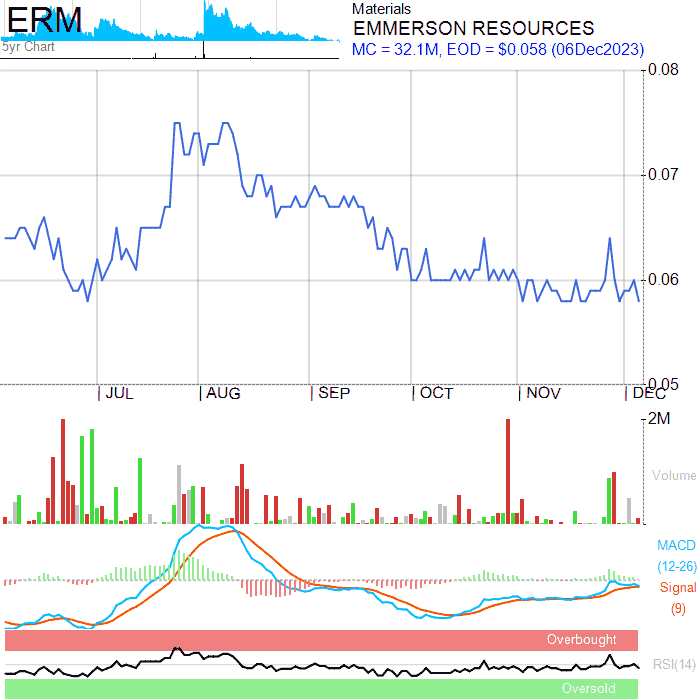 ERM
5yr Chart
Materials
EMMERSON RESOURCES
MC = 32.1M, EOD = $0.058 (06Dec2023)
0.08
0.07
0.06
0.05
JUL AUG SEP OCT NOV DEC
2M
Volume
MACD
(12-26)
Signal
(9)
Overbought
RSI(14)
Oversold